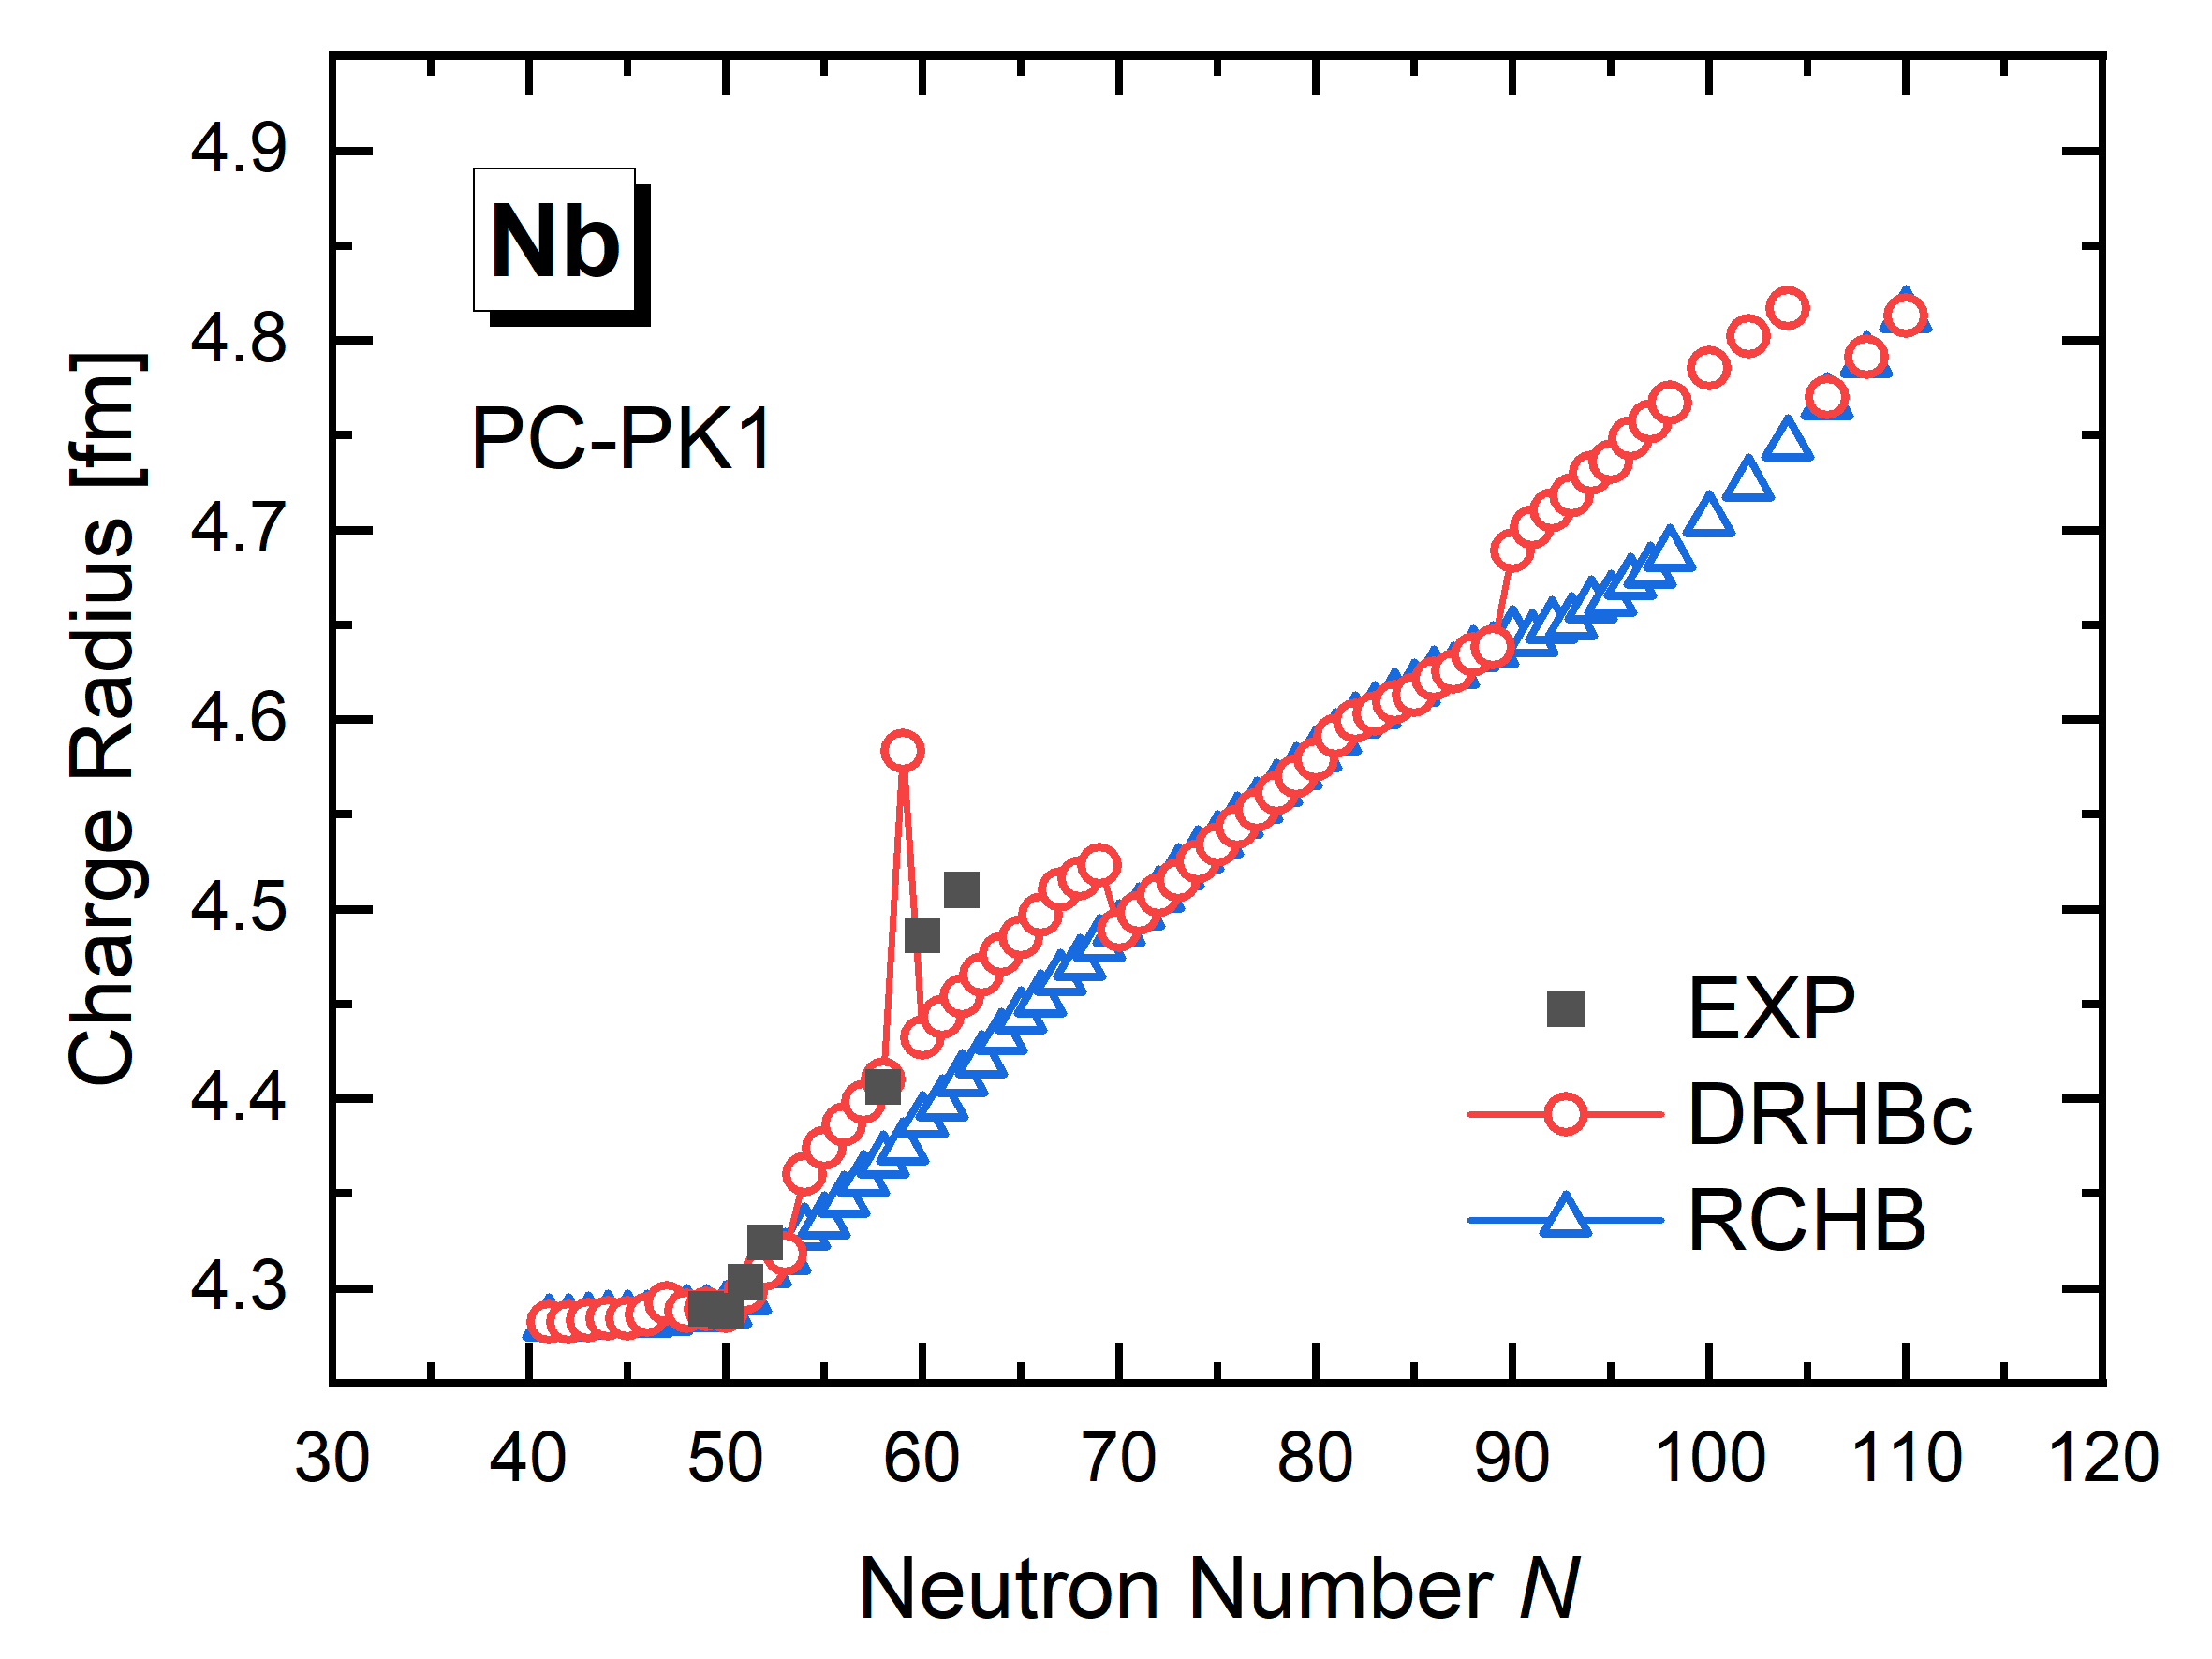 Nb
PC-PK1
Charge Radius [fm]
4.9
4.8
4.7
4.6
4.5
4.4
4.3
EXP
DRHBc
RCHB
30 40 50 60 70 80 90 100 110 120
Neutron Number N